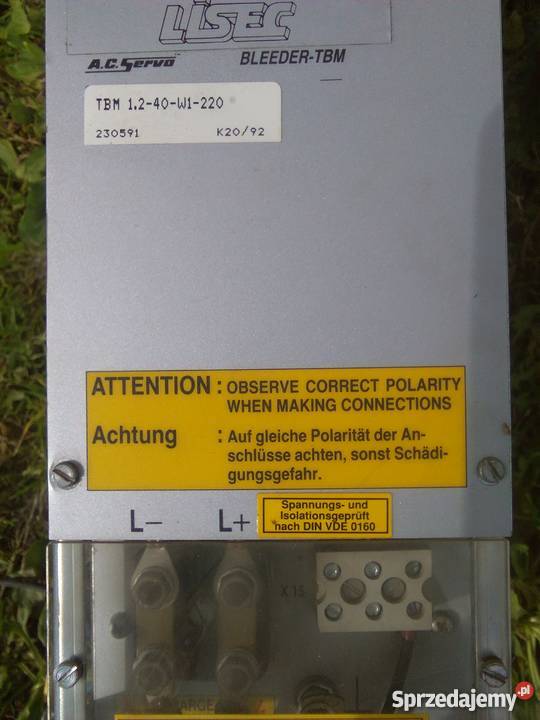 LiSEC
A.C. Servo BLEEDER-TBM
TBM 1.2-40-W1-220
230591 K20/92
ATTENTION : OBSERVE CORRECT POLARITY
WHEN MAKING CONNECTIONS
Achtung : Auf gleiche Polarität der An-
schlüsse achten, sonst Schädi-
gungsgefahr.
L- L+
Spannungs- und
Isolationsgeprüft
nach DIN VDE 0160
X15
Sprzedajemy.pl